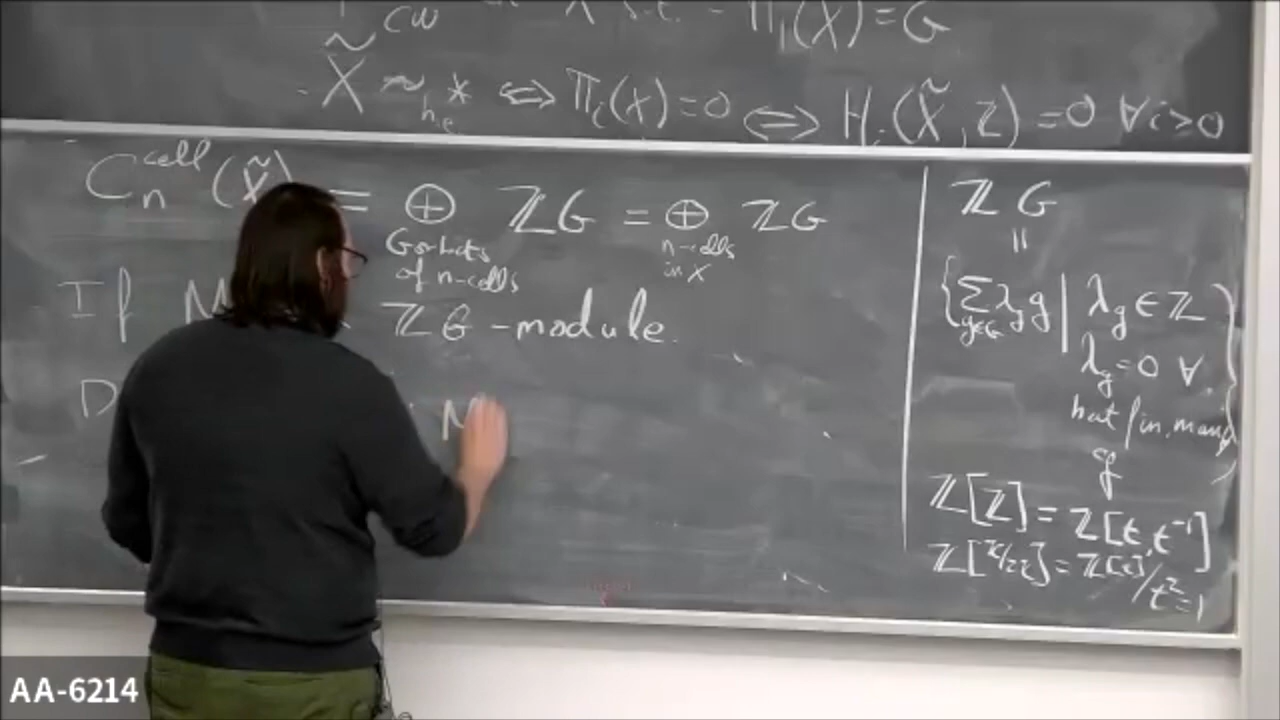 CW X s.t. - π₁(X) = G
X̃ ≃ₕ.ₑ. * ⇔ πᵢ(X) = 0 ⇔ Hᵢ(X̃, Z) = 0 ∀ i > 0
Cₙᶜᵉˡˡ(X̃) = ⊕ ℤG = ⊕ ℤG
G orbits of n-cells
n-cells in X
If M ℤG-module.
D M
ℤG
=
{ Σ λ_g g | λ_g ∈ ℤ
g∈G
λ_g = 0 ∀
but fin. many
g }
ℤ[ℤ] = ℤ[t, t⁻¹]
ℤ[ℤ/2ℤ] = ℤ[t]/t²=1
AA-6214